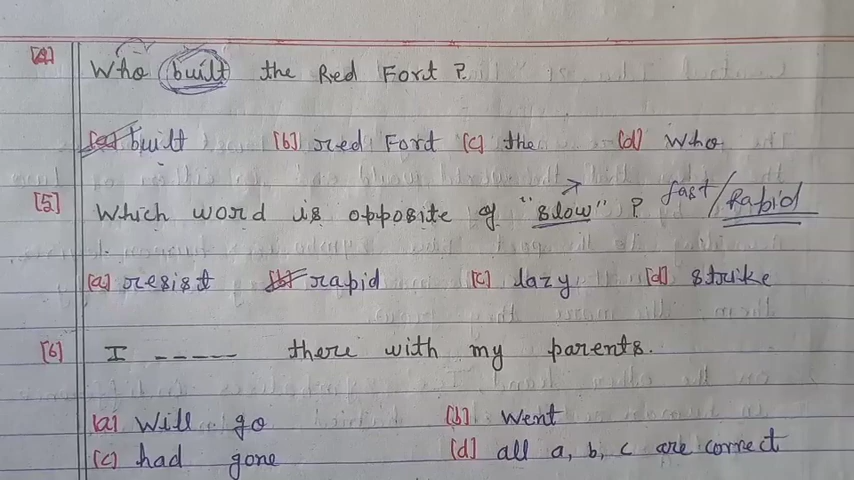 [4] Who built the Red Fort ?
[a] built [b] red Fort [c] the [d] Who
[5] Which word is opposite of "slow" ? fast/Rapid
[a] resist [b] rapid [c] lazy [d] strike
[6] I _ _ _ _ _ there with my parents.
[a] Will go [b] Went
[c] had gone [d] all a, b, c are correct